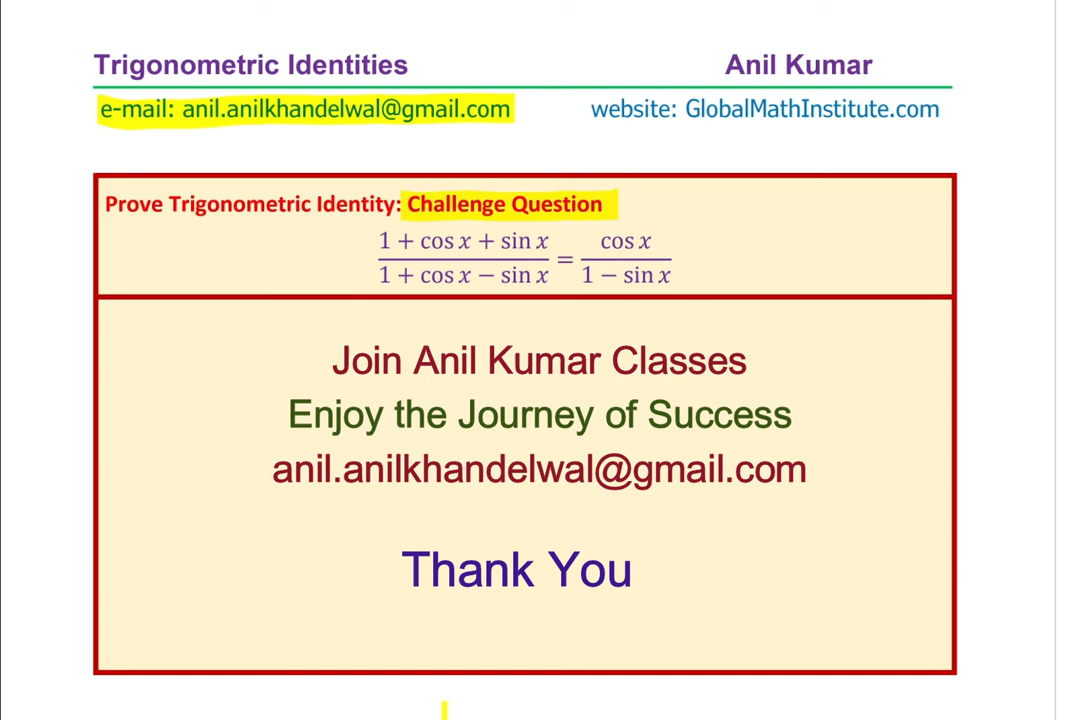 Trigonometric Identities Anil Kumar
e-mail: anil.anilkhandelwal@gmail.com website: GlobalMathInstitute.com
Prove Trigonometric Identity: Challenge Question
1 + cos x + sin x / 1 + cos x − sin x = cos x / 1 − sin x
Join Anil Kumar Classes
Enjoy the Journey of Success
anil.anilkhandelwal@gmail.com
Thank You